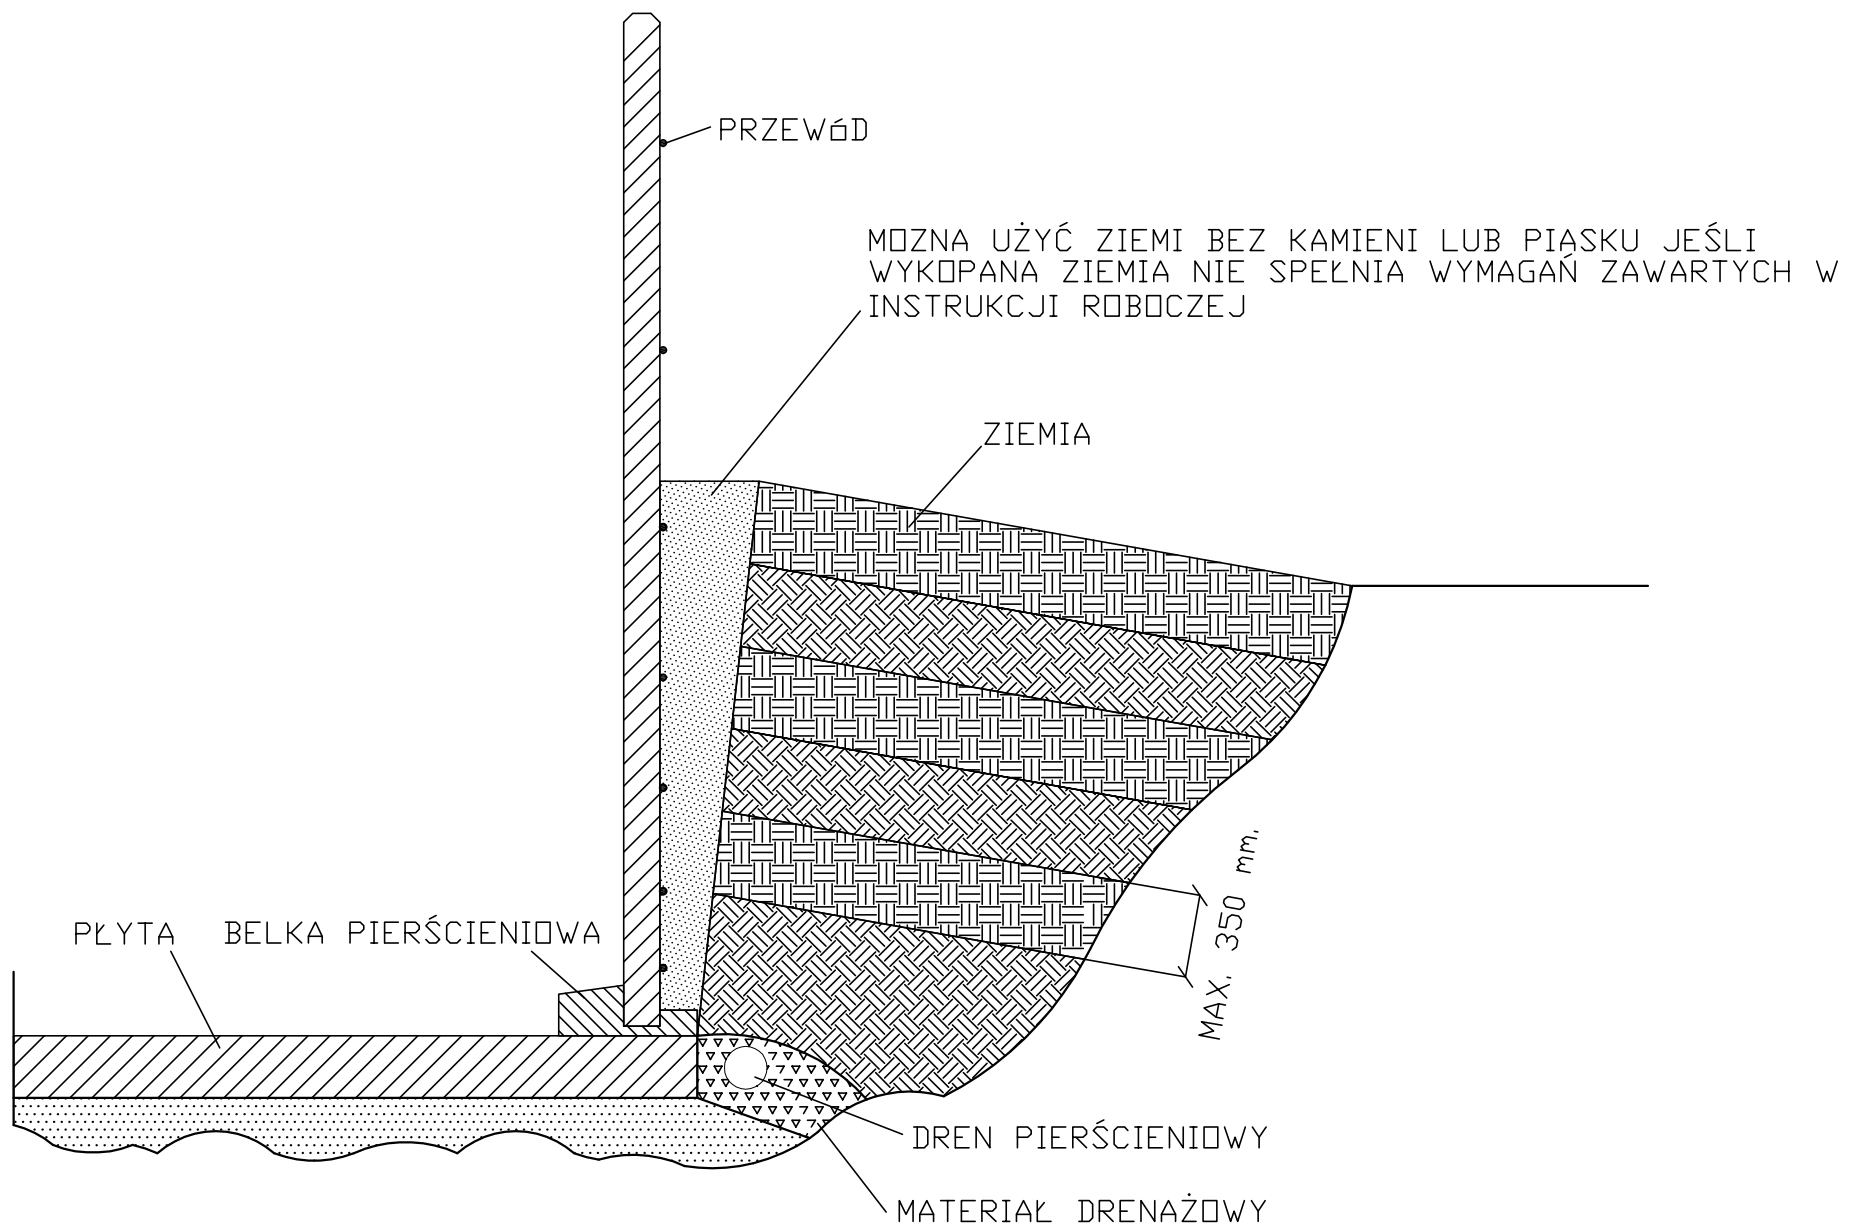 PRZEWóD
MOZNA UŻYĆ ZIEMI BEZ KAMIENI LUB PIASKU JEŚLI
WYKOPANA ZIEMIA NIE SPEŁNIA WYMAGAŃ ZAWARTYCH W
INSTRUKCJI ROBOCZEJ
ZIEMIA
MAX. 350 mm.
PŁYTA
BELKA PIERŚCIENIOWA
DREN PIERŚCIENIOWY
MATERIAŁ DRENAŻOWY